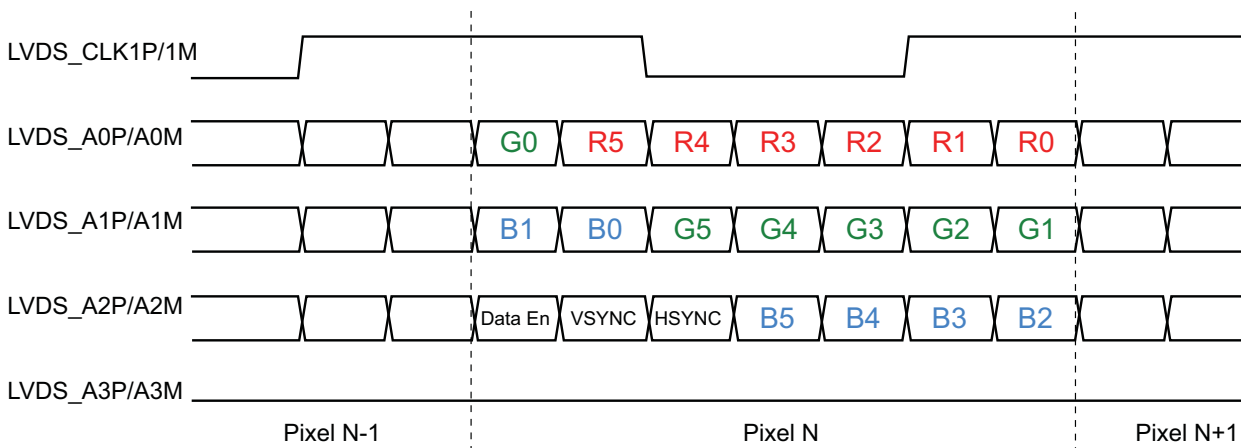 LVDS_CLK1P/1M
LVDS_A0P/A0M G0 R5 R4 R3 R2 R1 R0
LVDS_A1P/A1M B1 B0 G5 G4 G3 G2 G1
LVDS_A2P/A2M Data En VSYNC HSYNC B5 B4 B3 B2
LVDS_A3P/A3M
Pixel N-1 Pixel N Pixel N+1